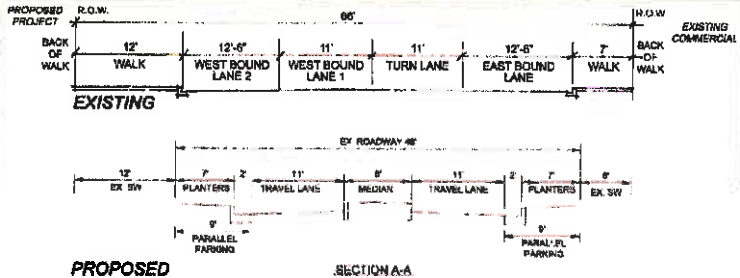 PROPOSED
PROJECT
R.O.W.
66'
R.O.W
EXISTING
COMMERCIAL
BACK
OF
WALK
12'
WALK
12'-6"
WEST BOUND
LANE 2
11'
WEST BOUND
LANE 1
11'
TURN LANE
12'-6"
EAST BOUND
LANE
7'
WALK
BACK
OF
WALK
EXISTING
EX ROADWAY 48'
12'
EX. SW
7'
PLANTERS
2'
11'
TRAVEL LANE
8'
MEDIAN
11'
TRAVEL LANE
2'
7'
PLANTERS
6'
EX. SW
9'
PARALLEL
PARKING
9'
PARALLEL
PARKING
PROPOSED
SECTION A-A